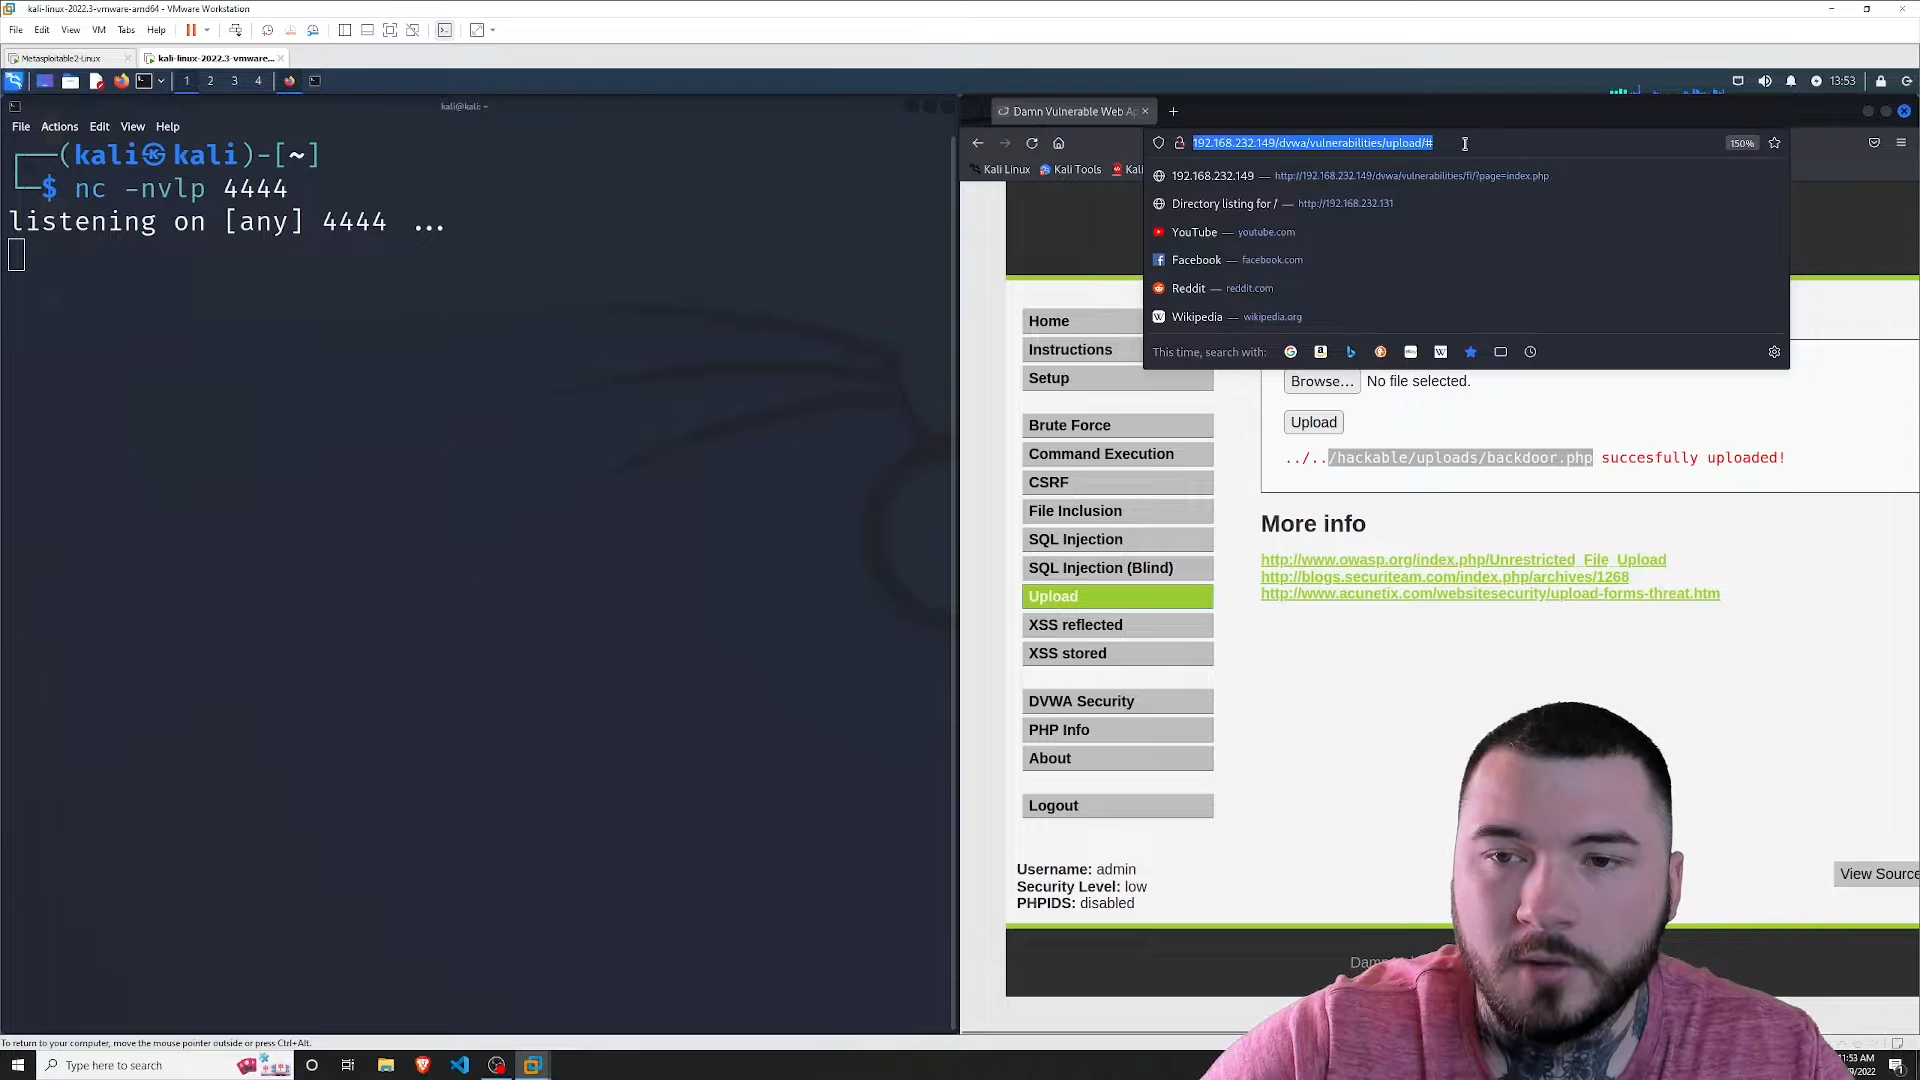 kali-linux-2022.3-vmware-amd64 - VMware Workstation
File Edit View VM Tabs Help
Metasploitable2-Linux
kali-linux-2022.3-vmware...
1 2 3 4
13:53
kali@kali: ~
File Actions Edit View Help
(kali㉿kali)-[~]
$ nc -nvlp 4444
listening on [any] 4444 ...
Damn Vulnerable Web Ap
192.168.232.149/dvwa/vulnerabilities/upload/#
150%
Kali Linux Kali Tools Kali
192.168.232.149 — http://192.168.232.149/dvwa/vulnerabilities/fi/?page=index.php
Directory listing for / — http://192.168.232.131
YouTube — youtube.com
Facebook — facebook.com
Reddit — reddit.com
Wikipedia — wikipedia.org
This time, search with:
Home
Instructions
Setup
Brute Force
Command Execution
CSRF
File Inclusion
SQL Injection
SQL Injection (Blind)
Upload
XSS reflected
XSS stored
DVWA Security
PHP Info
About
Logout
Browse... No file selected.
Upload
../../hackable/uploads/backdoor.php succesfully uploaded!
More info
http://www.owasp.org/index.php/Unrestricted_File_Upload
http://blogs.securiteam.com/index.php/archives/1268
http://www.acunetix.com/websitesecurity/upload-forms-threat.htm
Username: admin
Security Level: low
PHPIDS: disabled
View Source
To return to your computer, move the mouse pointer outside or press Ctrl+Alt.
Type here to search
11:53 AM